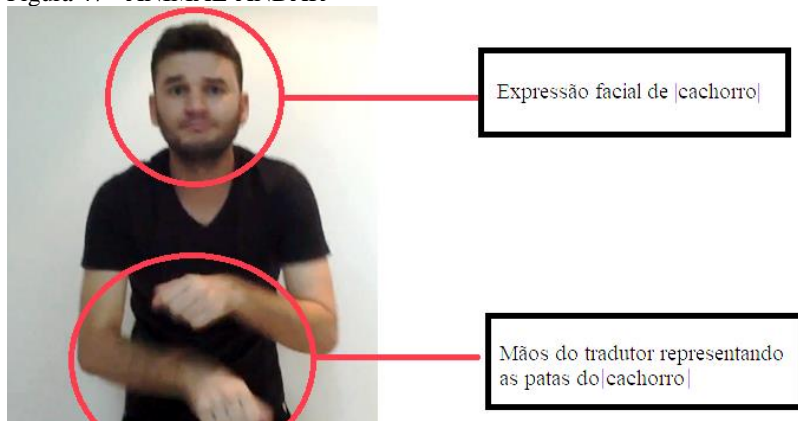 Expressão facial de |cachorro|
Mãos do tradutor representando
as patas do|cachorro|